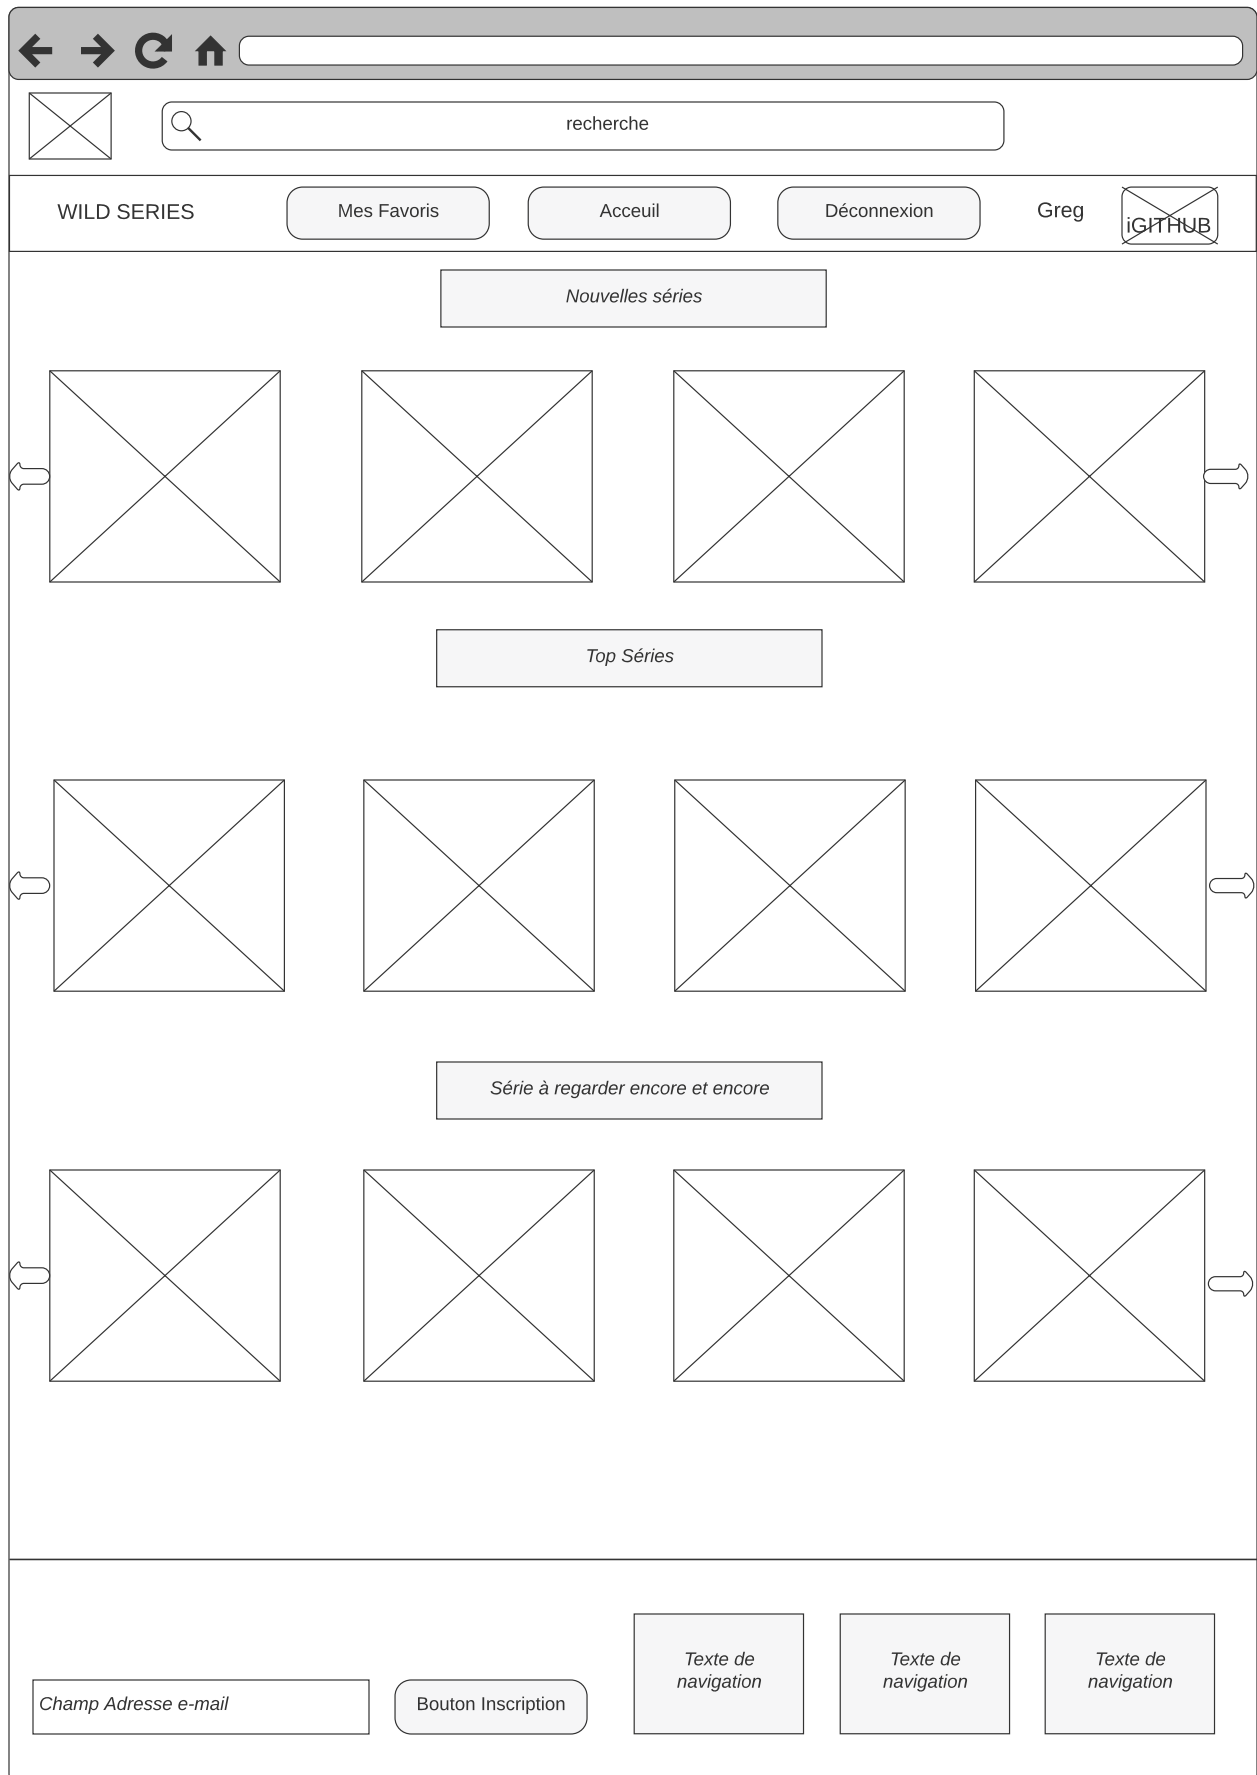 recherche
WILD SERIES
Mes Favoris
Acceuil
Déconnexion
Greg
iGITHUB
Nouvelles séries
Top Séries
Série à regarder encore et encore
Champ Adresse e-mail
Bouton Inscription
Texte de
navigation
Texte de
navigation
Texte de
navigation